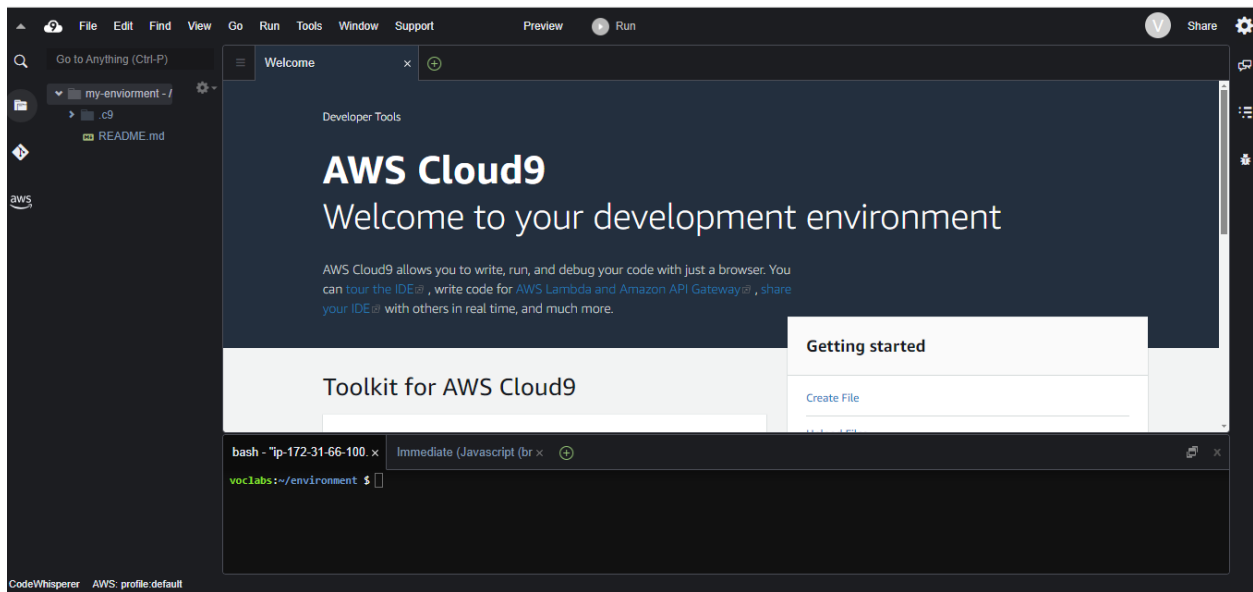 File Edit Find View Go Run Tools Window Support Preview Run V Share
Go to Anything (Ctrl-P)
Welcome
my-enviorment - /
.c9
README.md
aws
Developer Tools
AWS Cloud9
Welcome to your development environment
AWS Cloud9 allows you to write, run, and debug your code with just a browser. You
can tour the IDE , write code for AWS Lambda and Amazon API Gateway , share
your IDE with others in real time, and much more.
Getting started
Toolkit for AWS Cloud9
Create File
bash - "ip-172-31-66-100. × Immediate (Javascript (br ×
voclabs:~/environment $
CodeWhisperer AWS: profile:default